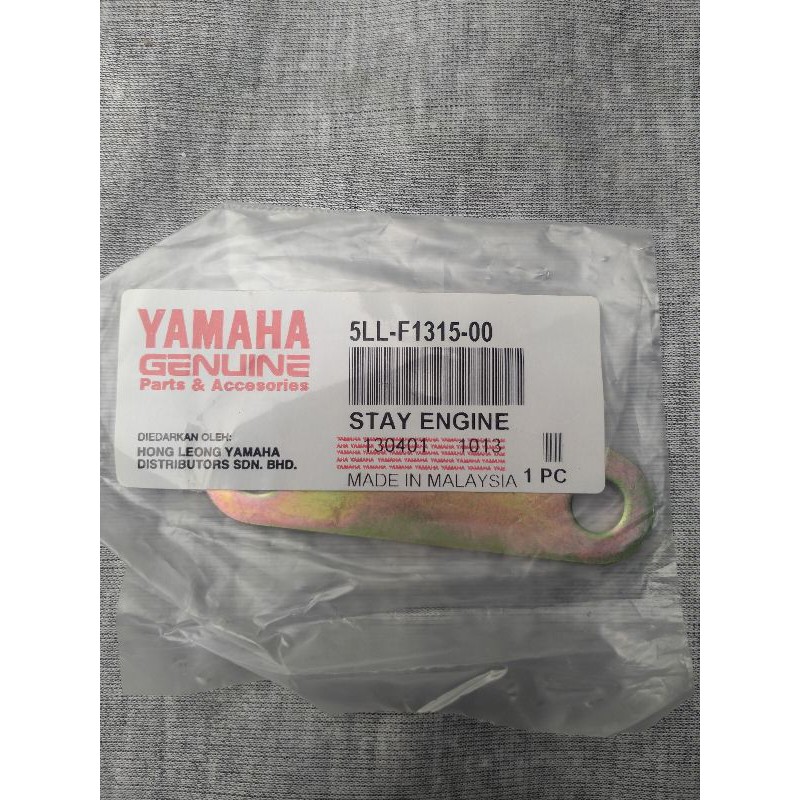 YAMAHA
GENUINE
Parts & Accesories
DIEDARKAN OLEH:
HONG LEONG YAMAHA
DISTRIBUTORS SDN. BHD.
5LL-F1315-00
STAY ENGINE
130401 1013
MADE IN MALAYSIA 1 PC